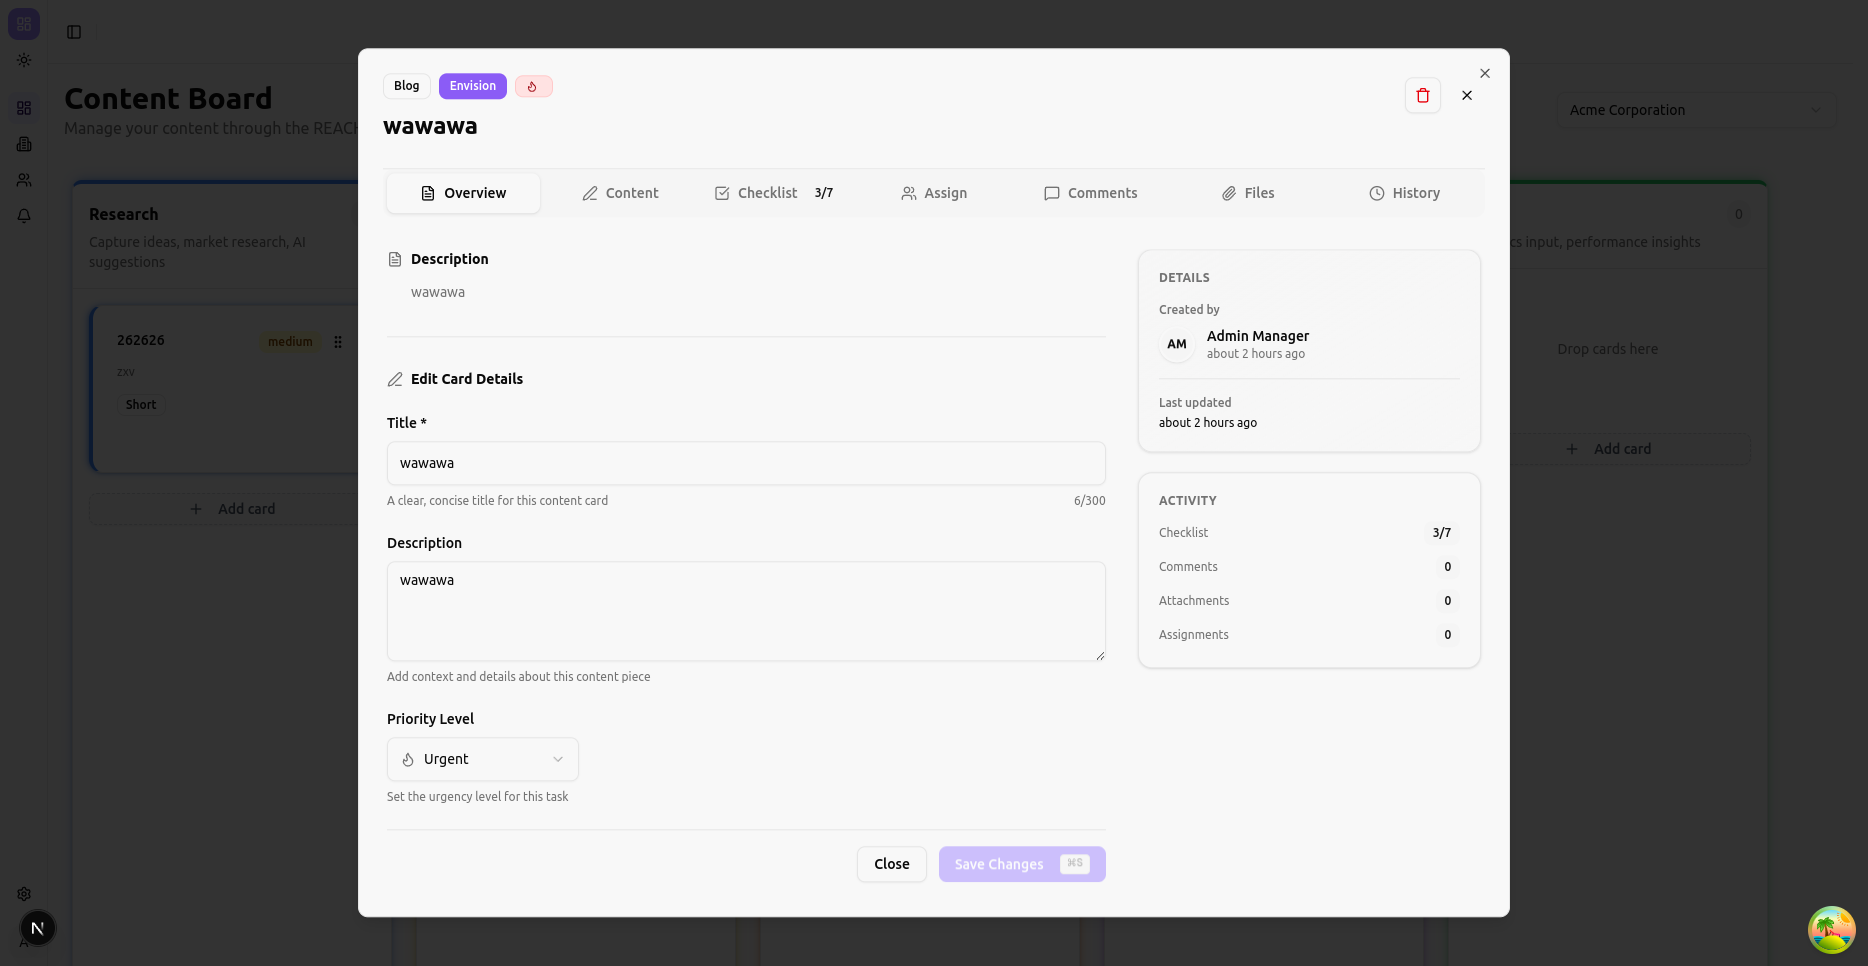 Content Board
Manage your content through the REACH
Acme Corporation
Research
Capture ideas, market research, AI
suggestions
262626
medium
zxv
Short
Add card
Blog
Envision
wawawa
Overview
Content
Checklist 3/7
Assign
Comments
Files
History
Description
wawawa
Edit Card Details
Title *
wawawa
A clear, concise title for this content card
6/300
Description
wawawa
Add context and details about this content piece
Priority Level
Urgent
Set the urgency level for this task
Close
Save Changes ⌘S
DETAILS
Created by
AM
Admin Manager
about 2 hours ago
Last updated
about 2 hours ago
ACTIVITY
Checklist 3/7
Comments 0
Attachments 0
Assignments 0
0
cs input, performance insights
Drop cards here
Add card
N